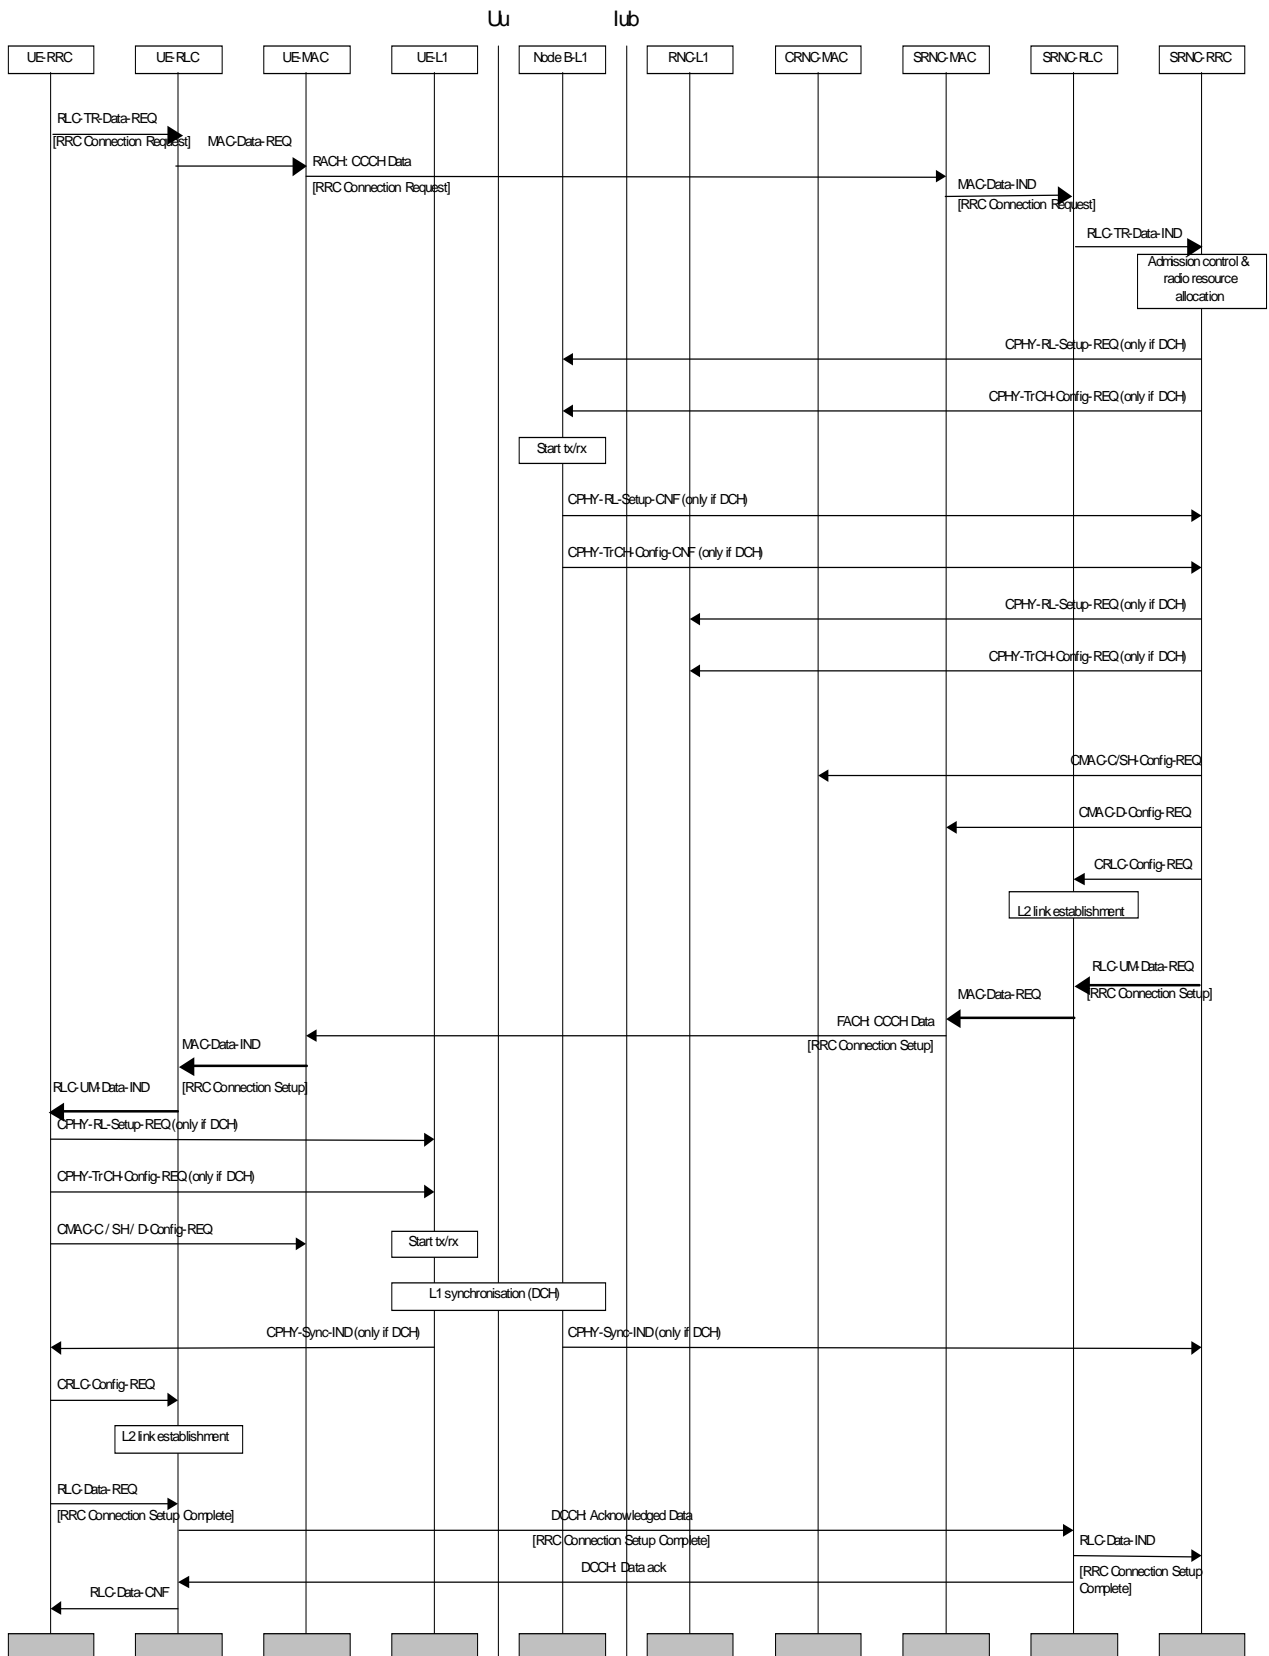 Uu
Iub
UE-RRC
UE-RLC
UE-MAC
UE-L1
Node B-L1
RNC-L1
CRNC-MAC
SRNC-MAC
SRNC-RLC
SRNC-RRC
RLC-TR-Data-REQ
[RRC Connection Request]
MAC-Data-REQ
RACH: CCCH Data
[RRC Connection Request]
MAC-Data-IND
[RRC Connection Request]
RLC-TR-Data-IND
Admission control &
radio resource
allocation
CPHY-RL-Setup-REQ (only if DCH)
CPHY-TrCH-Config-REQ (only if DCH)
Start tx/rx
CPHY-RL-Setup-CNF (only if DCH)
CPHY-TrCH-Config-CNF (only if DCH)
CPHY-RL-Setup-REQ (only if DCH)
CPHY-TrCH-Config-REQ (only if DCH)
CMAC-C/SH-Config-REQ
CMAC-D-Config-REQ
CRLC-Config-REQ
L2 link establishment
RLC-UM-Data-REQ
[RRC Connection Setup]
MAC-Data-REQ
FACH: CCCH Data
[RRC Connection Setup]
MAC-Data-IND
[RRC Connection Setup]
RLC-UM-Data-IND
CPHY-RL-Setup-REQ (only if DCH)
CPHY-TrCH-Config-REQ (only if DCH)
CMAC-C / SH / D-Config-REQ
Start tx/rx
L1 synchronisation (DCH)
CPHY-Sync-IND (only if DCH)
CPHY-Sync-IND (only if DCH)
CRLC-Config-REQ
L2 link establishment
RLC-Data-REQ
[RRC Connection Setup Complete]
DCCH: Acknowledged Data
[RRC Connection Setup Complete]
RLC-Data-IND
[RRC Connection Setup
Complete]
DCCH: Data ack
RLC-Data-CNF